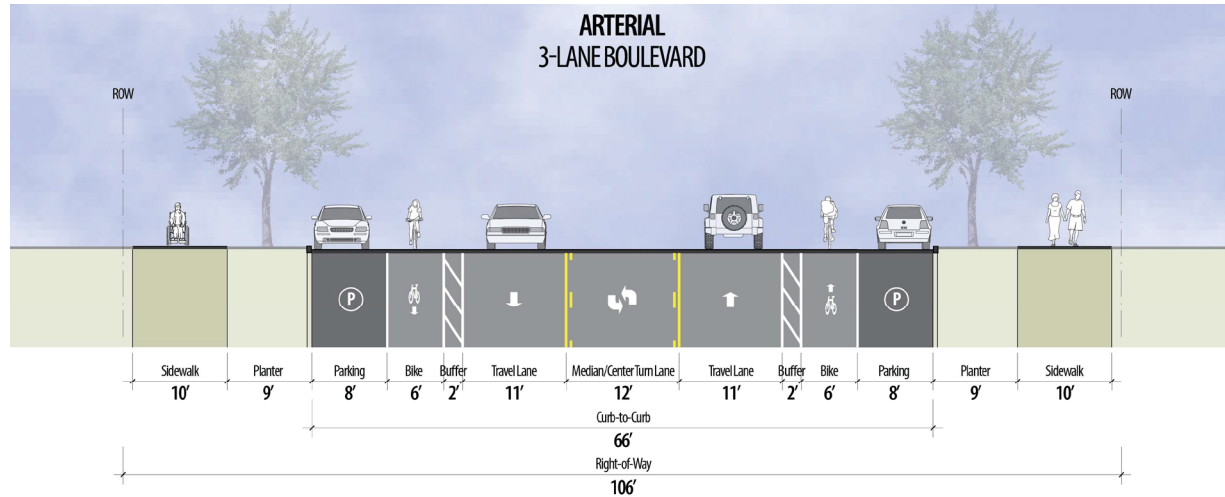 ARTERIAL
3-LANE BOULEVARD
ROW
ROW
P
P
Sidewalk Planter Parking Bike Buffer Travel Lane Median/Center Turn Lane Travel Lane Buffer Bike Parking Planter Sidewalk
10’ 9’ 8’ 6’ 2’ 11’ 12’ 11’ 2’ 6’ 8’ 9’ 10’
Curb-to-Curb
66’
Right-of-Way
106’